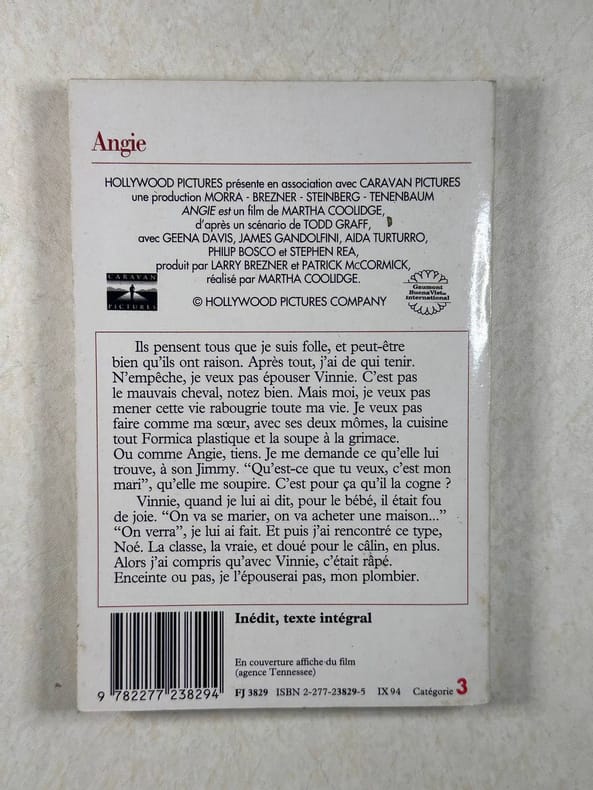 Angie
HOLLYWOOD PICTURES présente en association avec CARAVAN PICTURES
une production MORRA - BREZNER - STEINBERG - TENENBAUM
ANGIE est un film de MARTHA COOLIDGE,
d'après un scénario de TODD GRAFF,
avec GEENA DAVIS, JAMES GANDOLFINI, AIDA TURTURRO,
PHILIP BOSCO et STEPHEN REA,
produit par LARRY BREZNER et PATRICK McCORMICK,
réalisé par MARTHA COOLIDGE.
© HOLLYWOOD PICTURES COMPANY
CARAVAN
PICTURES
Gaumont
BuenaVista
International
Ils pensent tous que je suis folle, et peut-être
bien qu'ils ont raison. Après tout, j'ai de qui tenir.
N'empêche, je veux pas épouser Vinnie. C'est pas
le mauvais cheval, notez bien. Mais moi, je veux pas
mener cette vie rabougrie toute ma vie. Je veux pas
faire comme ma sœur, avec ses deux mômes, la cuisine
tout Formica plastique et la soupe à la grimace.
Ou comme Angie, tiens. Je me demande ce qu'elle lui
trouve, à son Jimmy. “Qu'est-ce que tu veux, c'est mon
mari”, qu'elle me soupire. C'est pour ça qu'il la cogne ?
Vinnie, quand je lui ai dit, pour le bébé, il était fou
de joie. “On va se marier, on va acheter une maison...”
“On verra”, je lui ai fait. Et puis j'ai rencontré ce type,
Noé. La classe, la vraie, et doué pour le câlin, en plus.
Alors j'ai compris qu'avec Vinnie, c'était râpé.
Enceinte ou pas, je l'épouserai pas, mon plombier.
Inédit, texte intégral
En couverture affiche du film
(agence Tennessee)
9 782277 238294
FJ 3829 ISBN 2-277-23829-5 IX 94 Catégorie 3